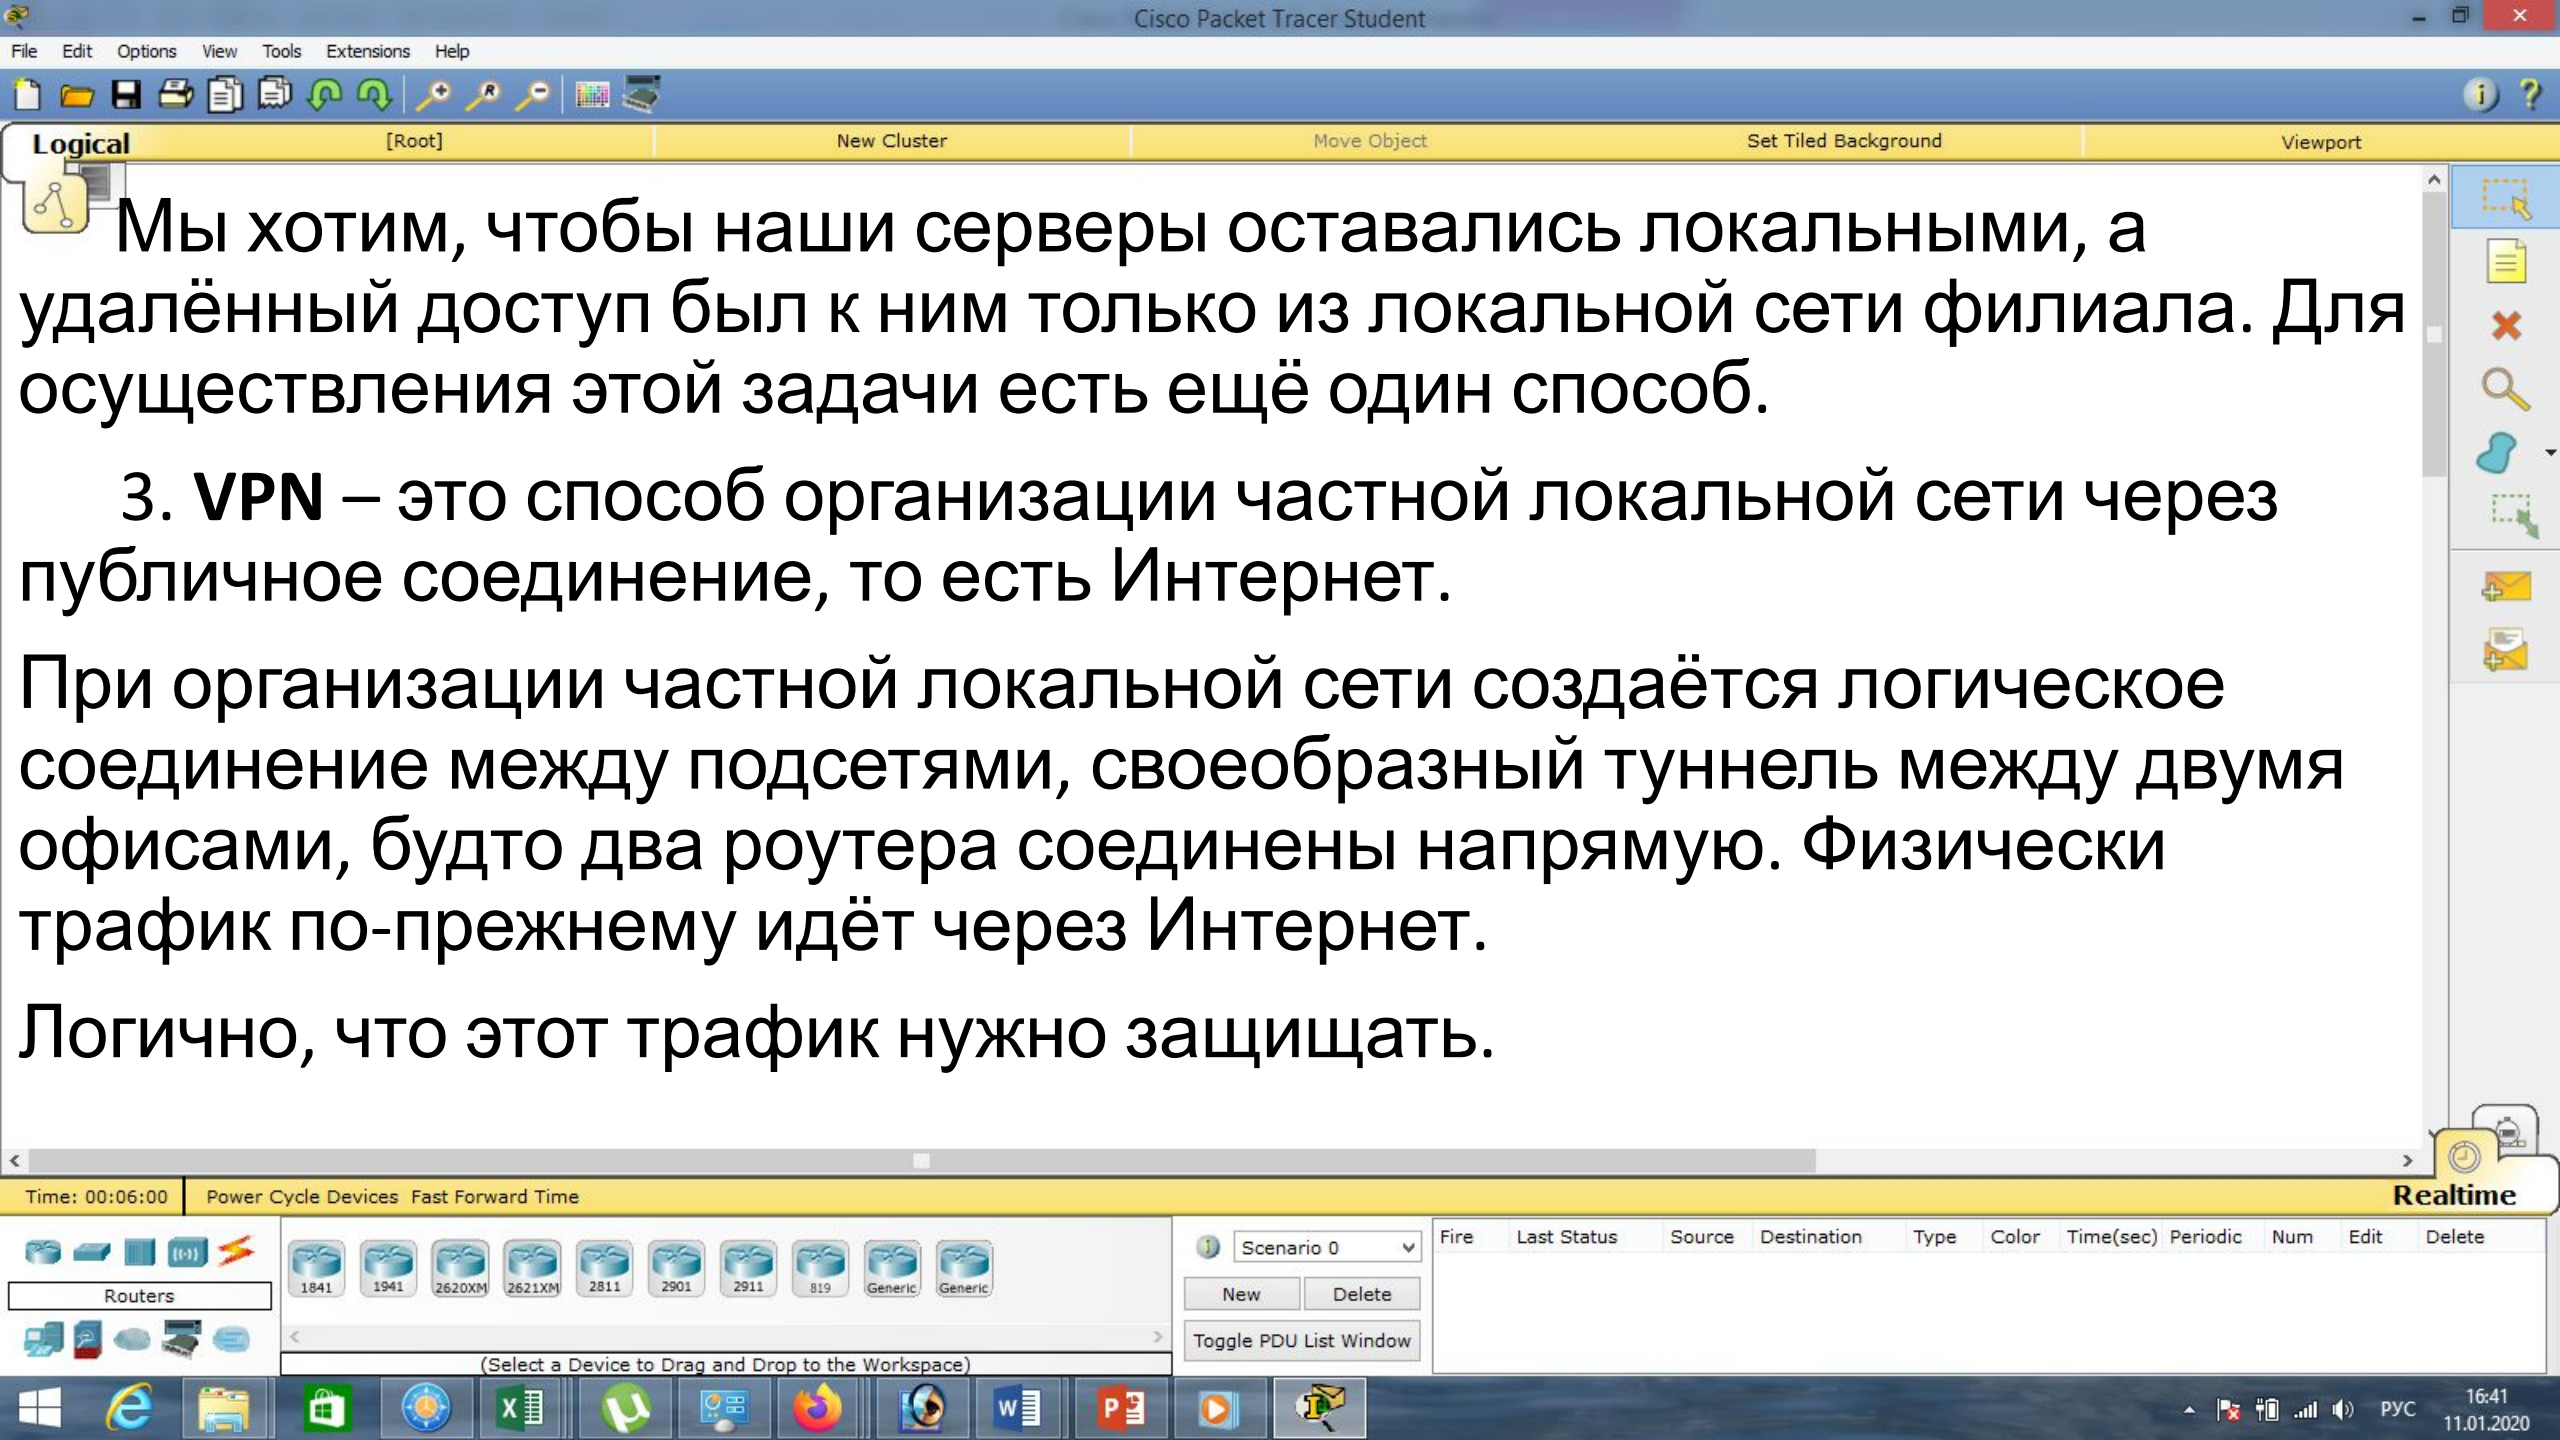 Cisco Packet Tracer Student
File Edit Options View Tools Extensions Help
Logical [Root] New Cluster Move Object Set Tiled Background Viewport
Мы хотим, чтобы наши серверы оставались локальными, а
удалённый доступ был к ним только из локальной сети филиала. Для
осуществления этой задачи есть ещё один способ.
3. VPN – это способ организации частной локальной сети через
публичное соединение, то есть Интернет.
При организации частной локальной сети создаётся логическое
соединение между подсетями, своеобразный туннель между двумя
офисами, будто два роутера соединены напрямую. Физически
трафик по-прежнему идёт через Интернет.
Логично, что этот трафик нужно защищать.
Time: 00:06:00 Power Cycle Devices Fast Forward Time Realtime
Scenario 0 Fire Last Status Source Destination Type Color Time(sec) Periodic Num Edit Delete
1841 1941 2620XM 2621XM 2811 2901 2911 819 Generic Generic
Routers New Delete
Toggle PDU List Window
(Select a Device to Drag and Drop to the Workspace)
16:41
РУС
11.01.2020